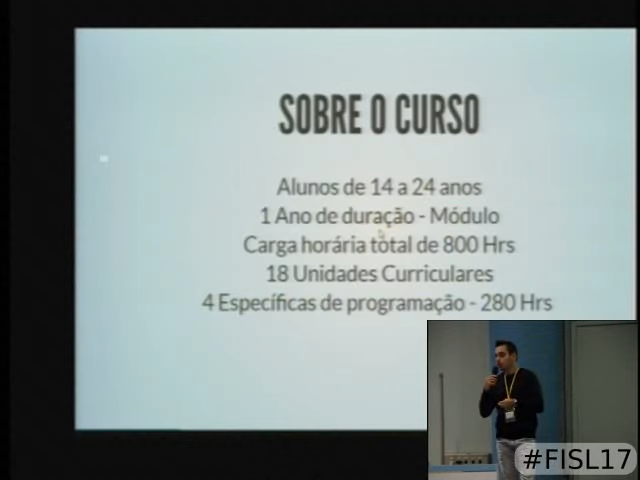 SOBRE O CURSO
Alunos de 14 a 24 anos
1 Ano de duração - Módulo
Carga horária total de 800 Hrs
18 Unidades Curriculares
4 Específicas de programação - 280 Hrs
#FISL17